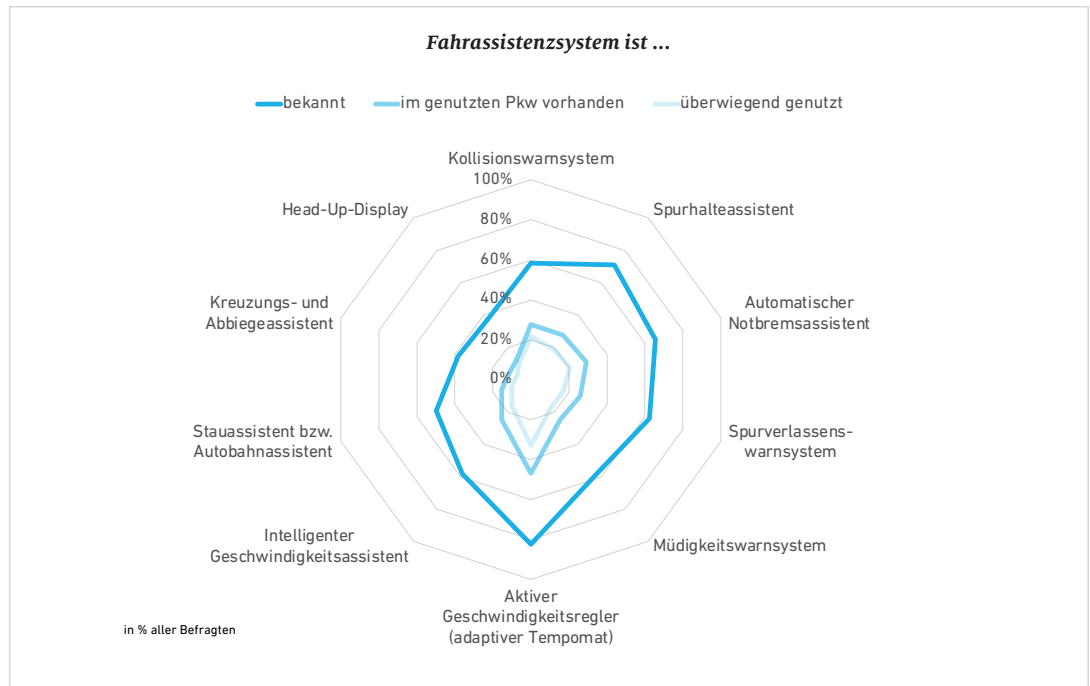 Fahrassistenzsystem ist ...
bekannt
im genutzten Pkw vorhanden
überwiegend genutzt
Kollisionswarnsystem
100%
80%
60%
40%
20%
0%
Spurhalteassistent
Automatischer
Notbremsassistent
Spurverlassens-
warnsystem
Müdigkeitswarnsystem
Aktiver
Geschwindigkeitsregler
(adaptiver Tempomat)
Intelligenter
Geschwindigkeitsassistent
Stauassistent bzw.
Autobahnassistent
Kreuzungs- und
Abbiegeassistent
Head-Up-Display
in % aller Befragten